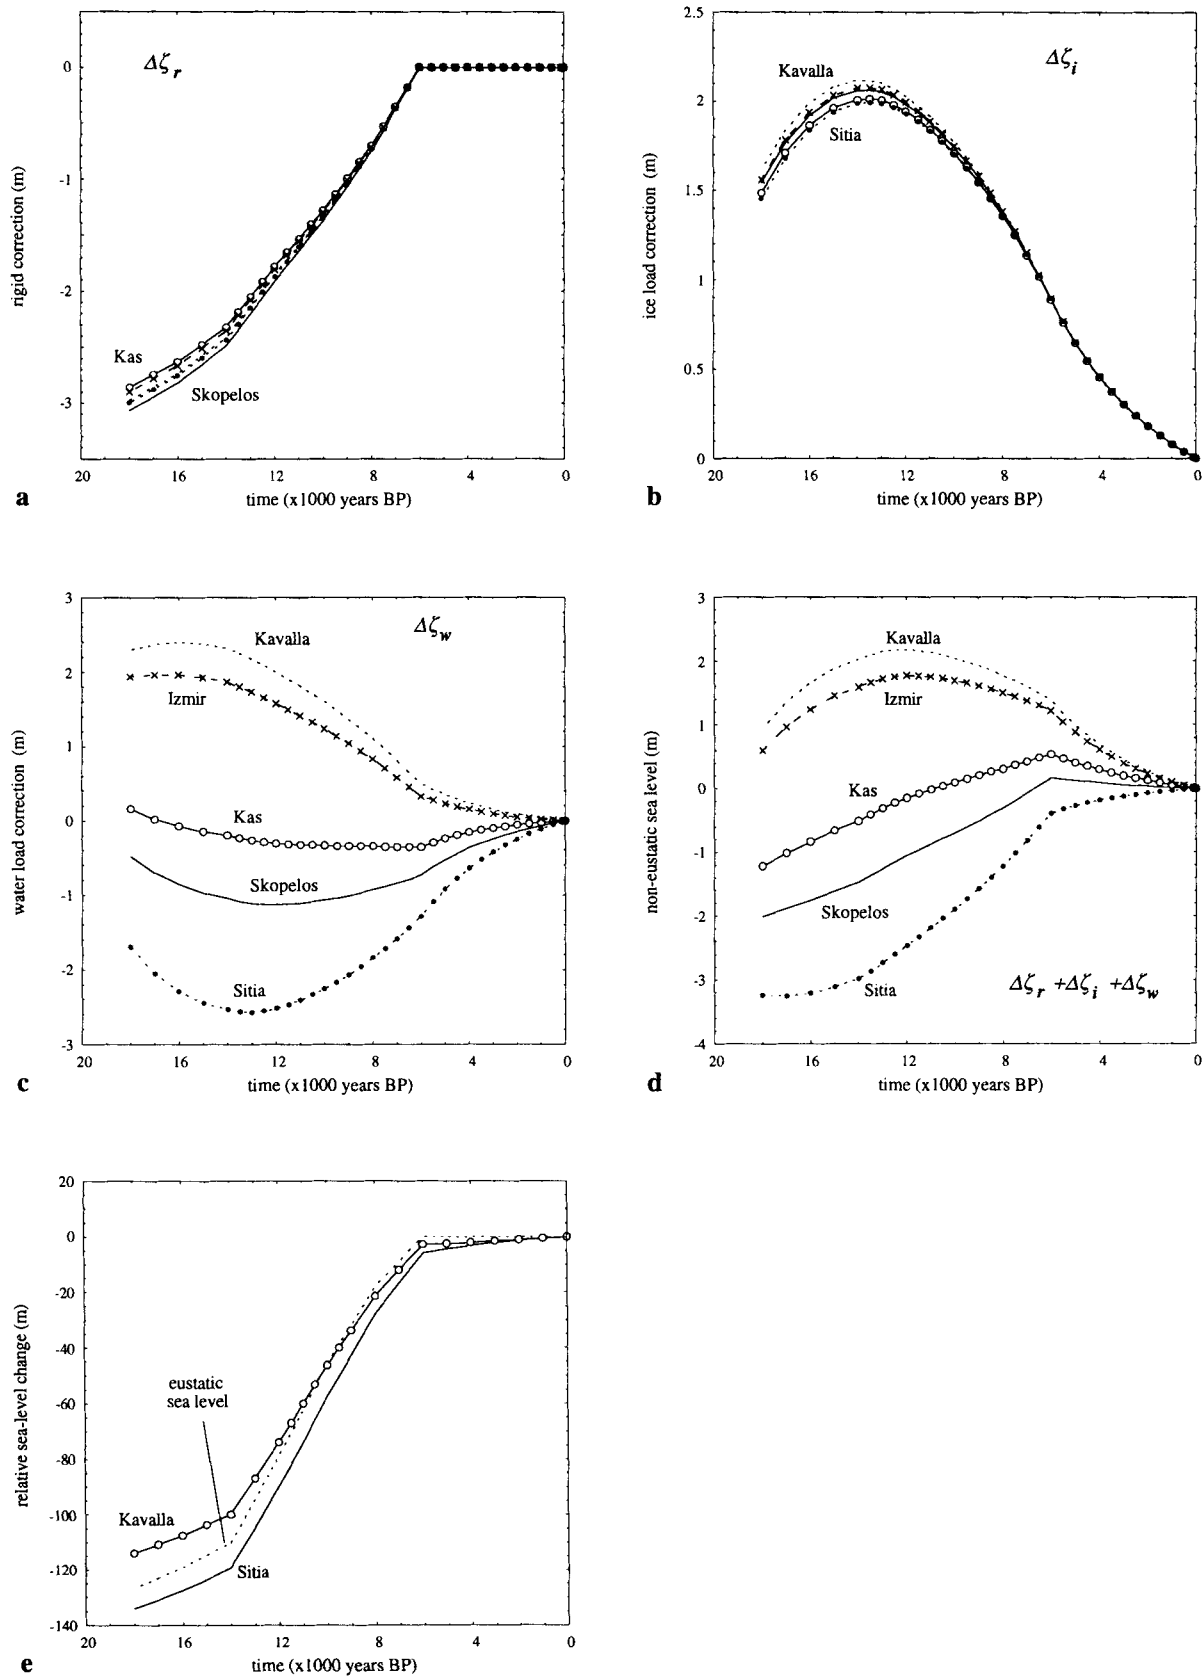 Δζr
rigid correction (m)
0
-1
-2
-3
Kas
Skopelos
20
16
12
8
4
0
time (x1000 years BP)
a
Δζi
ice load correction (m)
2.5
2.0
1.5
1
0.5
0
Kavalla
Sitia
20
16
12
8
4
0
time (x1000 years BP)
b
Δζw
water load correction (m)
3
2
1
0
-1
-2
-3
Kavalla
Izmir
Kas
Skopelos
Sitia
20
16
12
8
4
0
time (x1000 years BP)
c
non-eustatic sea level (m)
3
2
1
0
-1
-2
-3
-4
Kavalla
Izmir
Kas
Skopelos
Sitia
Δζr +Δζi +Δζw
20
16
12
8
4
0
time (x1000 years BP)
d
relative sea-level change (m)
20
0
-20
-40
-60
-80
-100
-120
-140
eustatic
sea level
Kavalla
Sitia
20
16
12
8
4
0
time (x1000 years BP)
e